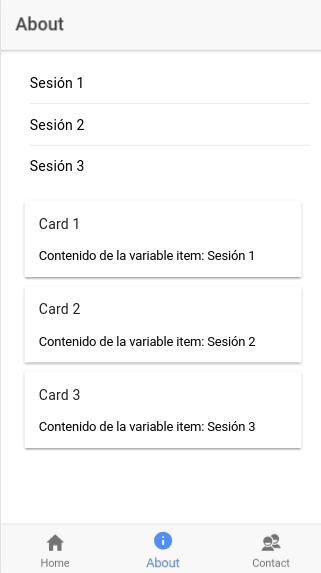 About
Sesión 1
Sesión 2
Sesión 3
Card 1
Contenido de la variable item: Sesión 1
Card 2
Contenido de la variable item: Sesión 2
Card 3
Contenido de la variable item: Sesión 3
Home
About
Contact